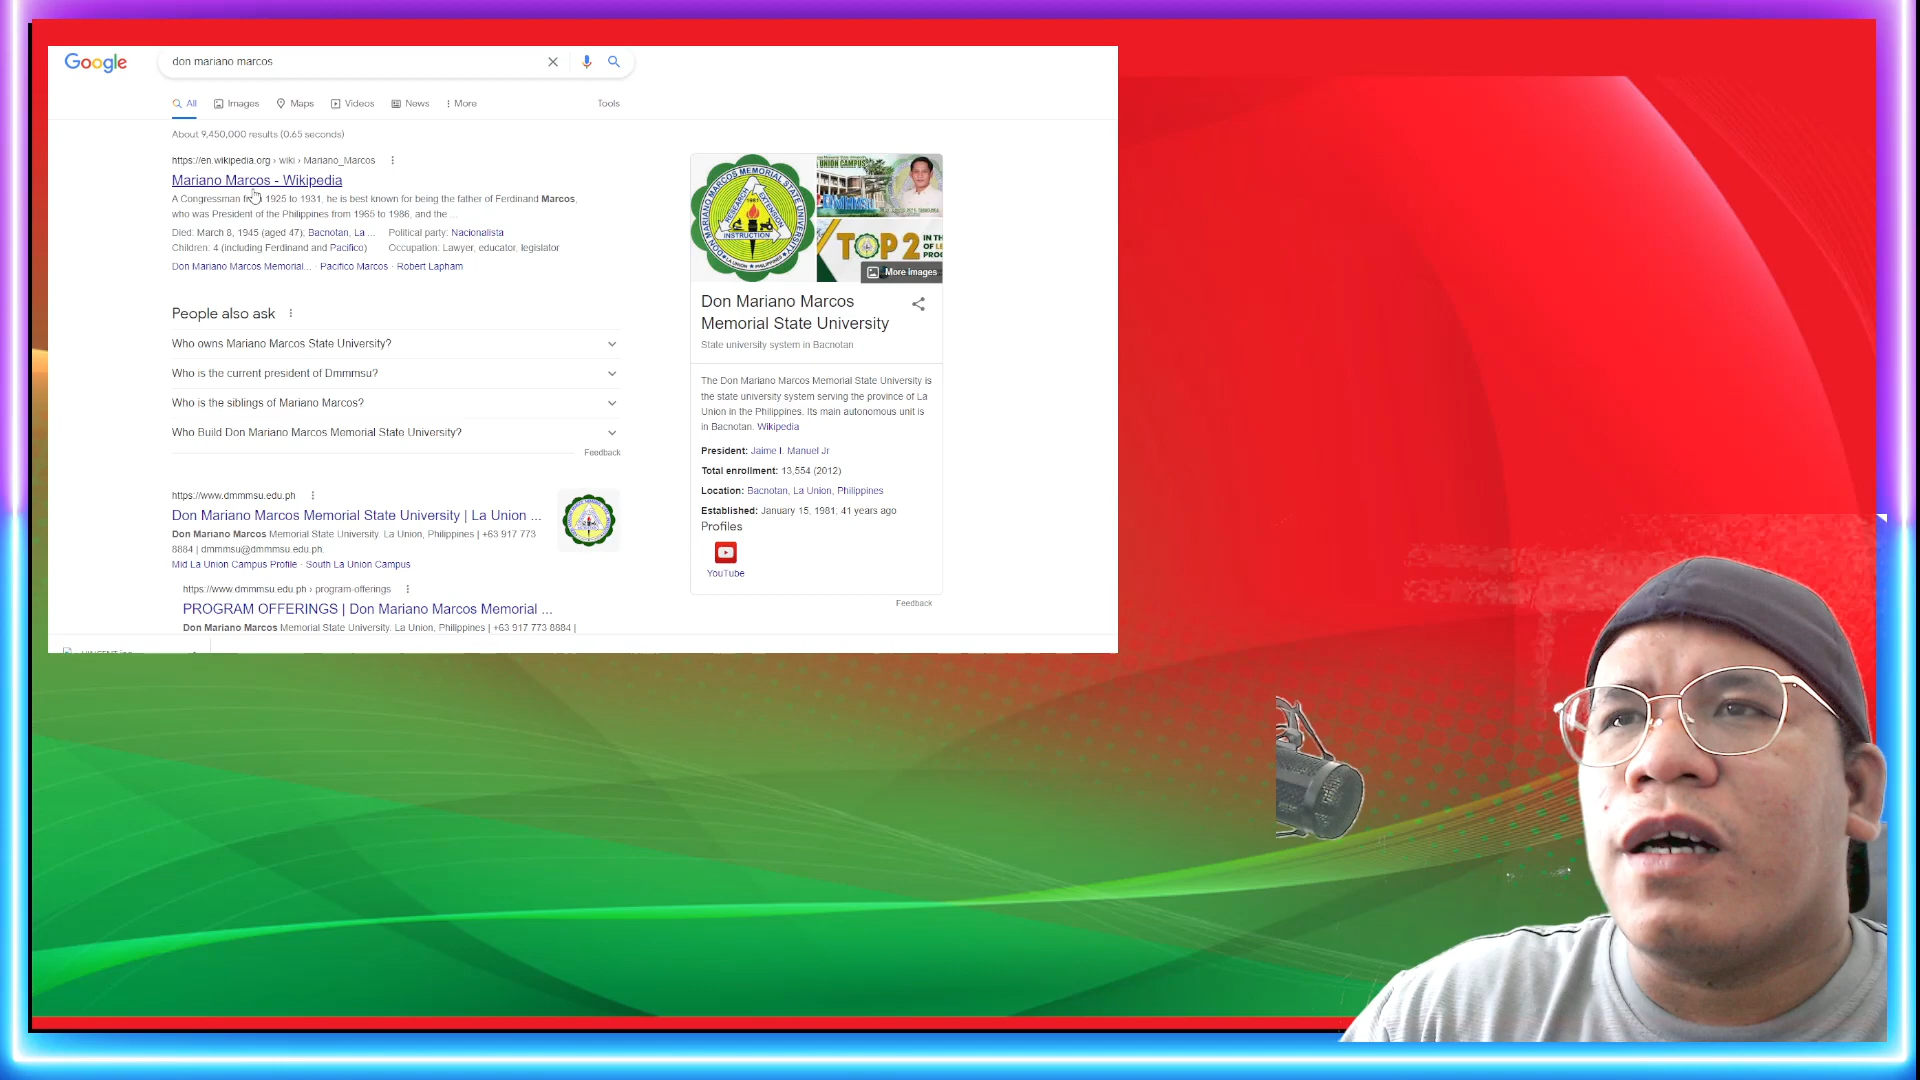 Google
don mariano marcos
All
Images
Maps
Videos
News
More
Tools
About 9,450,000 results (0.65 seconds)
https://en.wikipedia.org › wiki › Mariano_Marcos
Mariano Marcos - Wikipedia
A Congressman 1925 to 1931, he is best known for being the father of Ferdinand Marcos,
who was President of the Philippines from 1965 to 1986, and the ...
Died: March 8, 1945 (aged 47); Bacnotan, La ...
Political party: Nacionalista
Children: 4 (including Ferdinand and Pacifico)
Occupation: Lawyer, educator, legislator
Don Mariano Marcos Memorial... · Pacifico Marcos · Robert Lapham
People also ask
Who owns Mariano Marcos State University?
Who is the current president of Dmmmsu?
Who is the siblings of Mariano Marcos?
Who Build Don Mariano Marcos Memorial State University?
Feedback
https://www.dmmmsu.edu.ph
Don Mariano Marcos Memorial State University | La Union ...
Don Mariano Marcos Memorial State University. La Union, Philippines | +63 917 773
8884 | dmmmsu@dmmmsu.edu.ph.
Mid La Union Campus Profile · South La Union Campus
https://www.dmmmsu.edu.ph › program-offerings
PROGRAM OFFERINGS | Don Mariano Marcos Memorial ...
Don Mariano Marcos Memorial State University. La Union, Philippines | +63 917 773 8884 |
DON MARIANO MARCOS MEMORIAL STATE UNIVERSITY
RESEARCH
EXTENSION
1981
INSTRUCTION
LA UNION, PHILIPPINES
UNION CAMPUS
DMMMSU
TOP 2
IN TH
OF LE
PRO
More images
Don Mariano Marcos
Memorial State University
State university system in Bacnotan
The Don Mariano Marcos Memorial State University is
the state university system serving the province of La
Union in the Philippines. Its main autonomous unit is
in Bacnotan. Wikipedia
President: Jaime I. Manuel Jr
Total enrollment: 13,554 (2012)
Location: Bacnotan, La Union, Philippines
Established: January 15, 1981, 41 years ago
Profiles
YouTube
Feedback